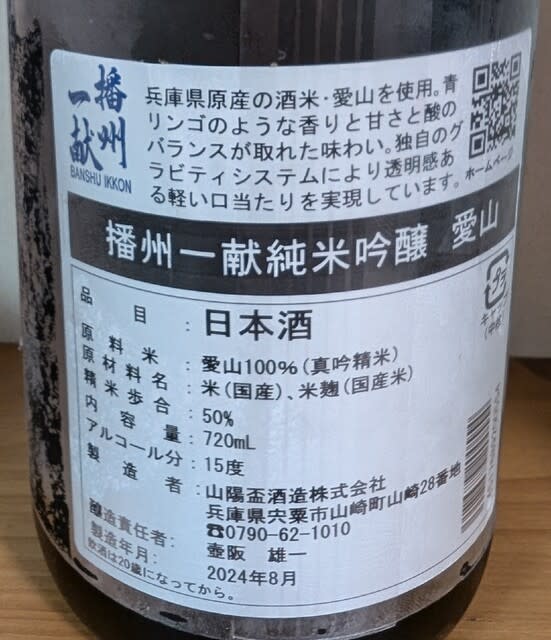 播州
一献
BANSHU IKKON
兵庫県原産の酒米・愛山を使用。青
リンゴのような香りと甘さと酸の
バランスが取れた味わい。独自のグ
ラビティシステムにより透明感あ
る軽い口当たりを実現しています。
ホームページ
播州一献純米吟醸 愛山
品目:日本酒
原料米:愛山100%(真吟精米)
原材料名:米(国産)、米麹(国産米)
精米歩合:50%
内容量:720mL
アルコール分:15度
製造者:山陽盃酒造株式会社
兵庫県宍粟市山崎町山崎28番地
☎0790-62-1010
醸造責任者:壺阪 雄一
製造年月:2024年8月
飲酒は20歳になってから。
プラ